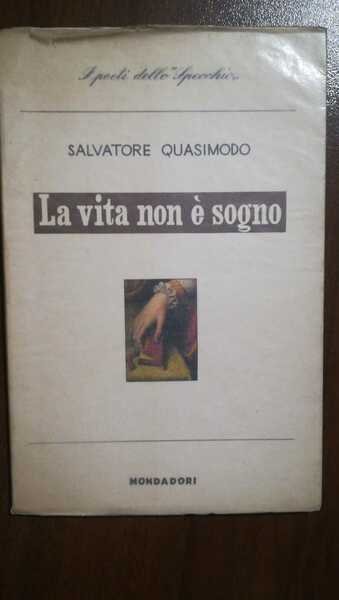 I poeti dello "Specchio"
SALVATORE QUASIMODO
La vita non è sogno
MONDADORI